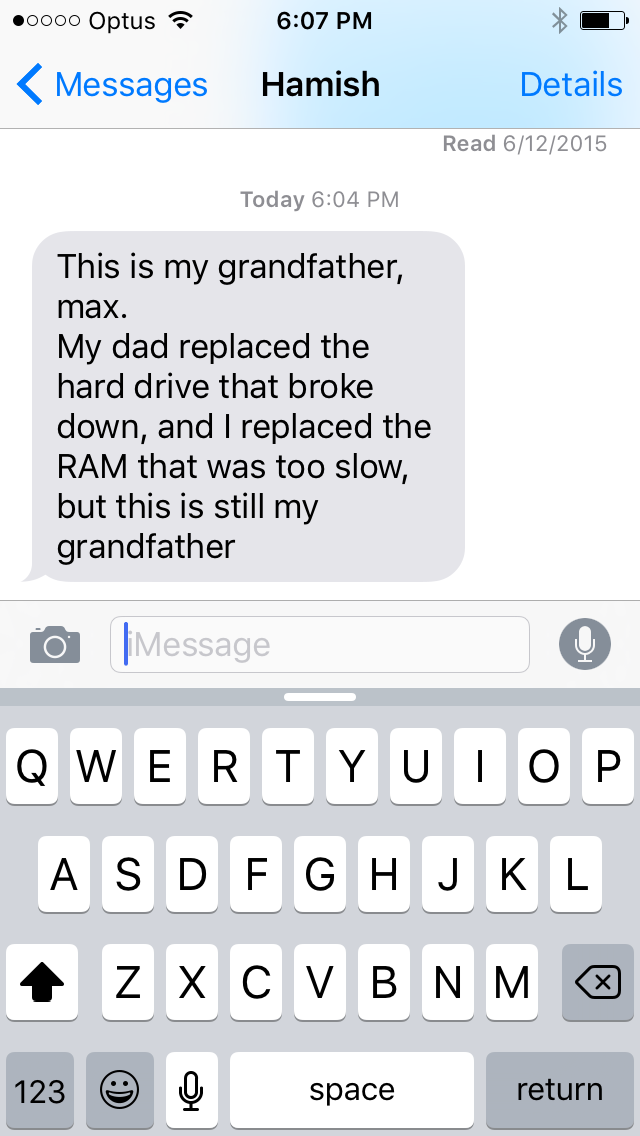 Optus 6:07 PM
Messages Hamish Details
Read 6/12/2015
Today 6:04 PM
This is my grandfather,
max.
My dad replaced the
hard drive that broke
down, and I replaced the
RAM that was too slow,
but this is still my
grandfather
iMessage
Q W E R T Y U I O P
A S D F G H J K L
Z X C V B N M
123 space return